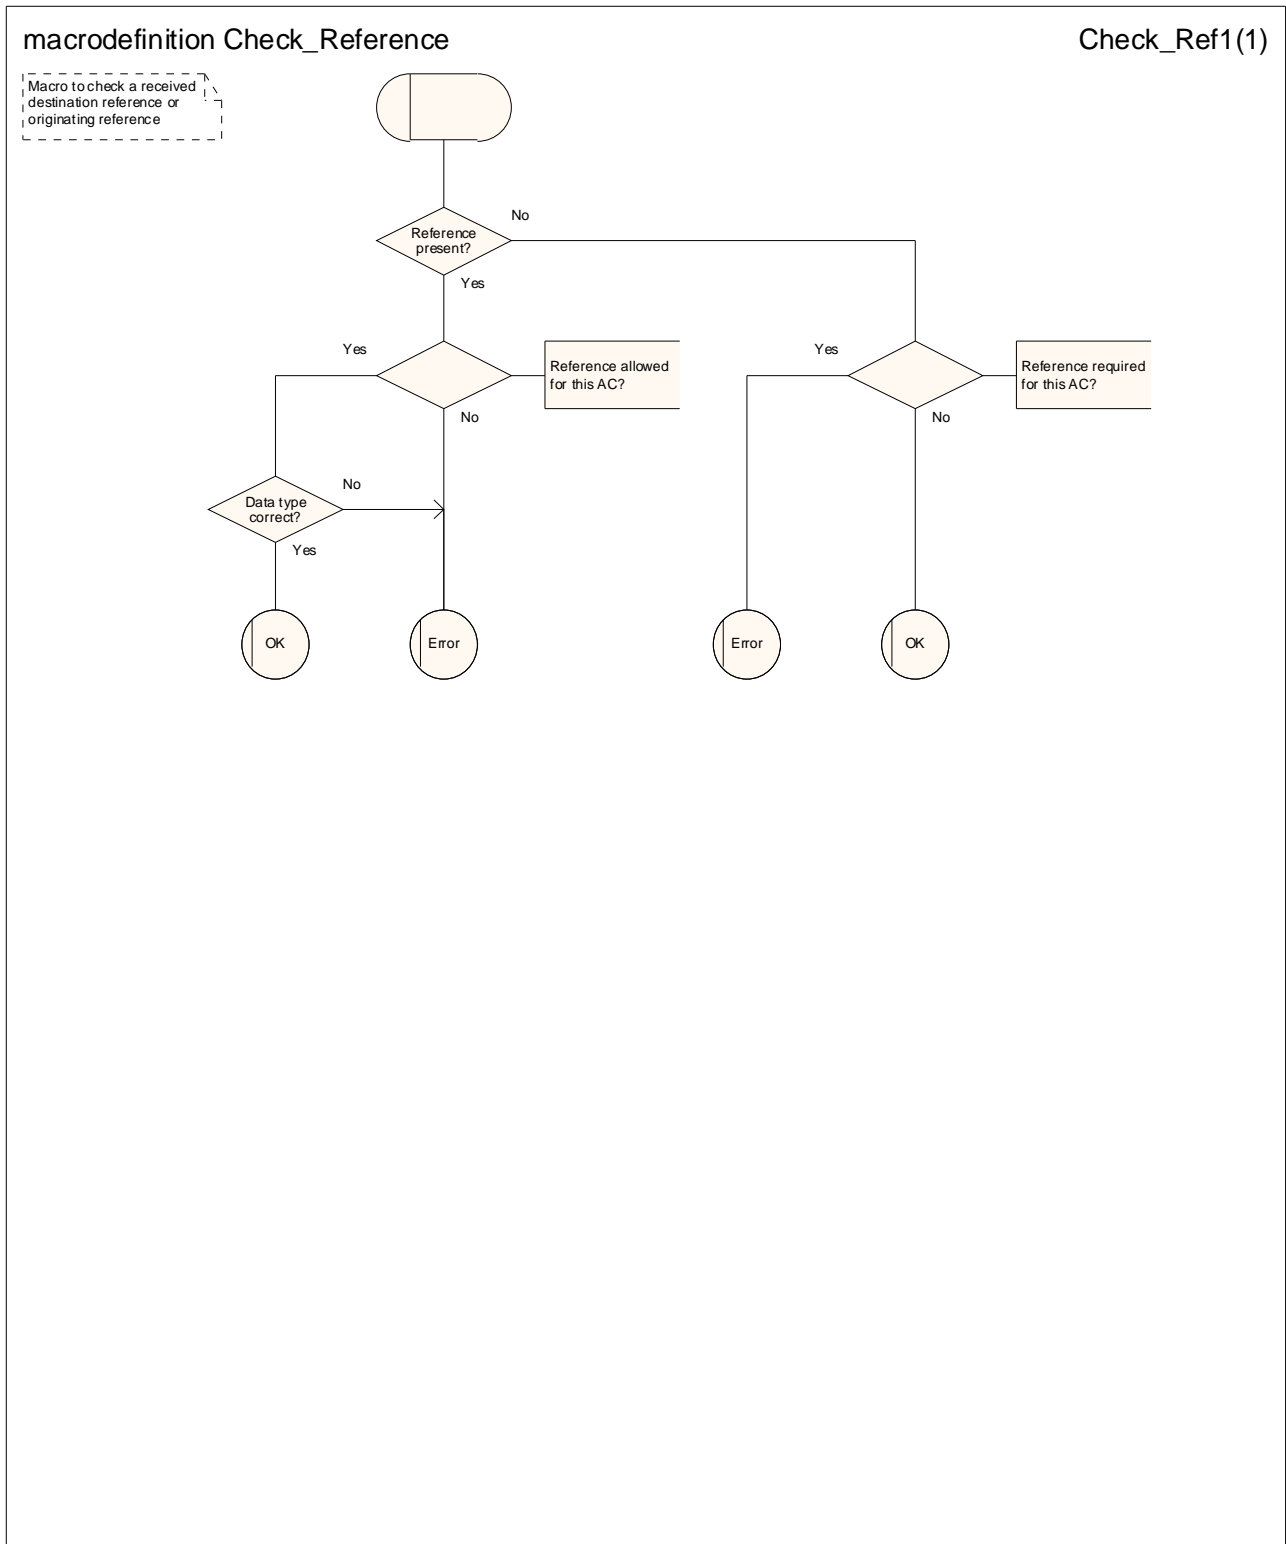 macrodefinition Check_Reference
Check_Ref1(1)
Macro to check a received
destination reference or
originating reference
Reference
present?
No
Yes
Yes
Reference allowed
for this AC?
No
Yes
Reference required
for this AC?
No
Data type
correct?
No
Yes
OK
Error
Error
OK